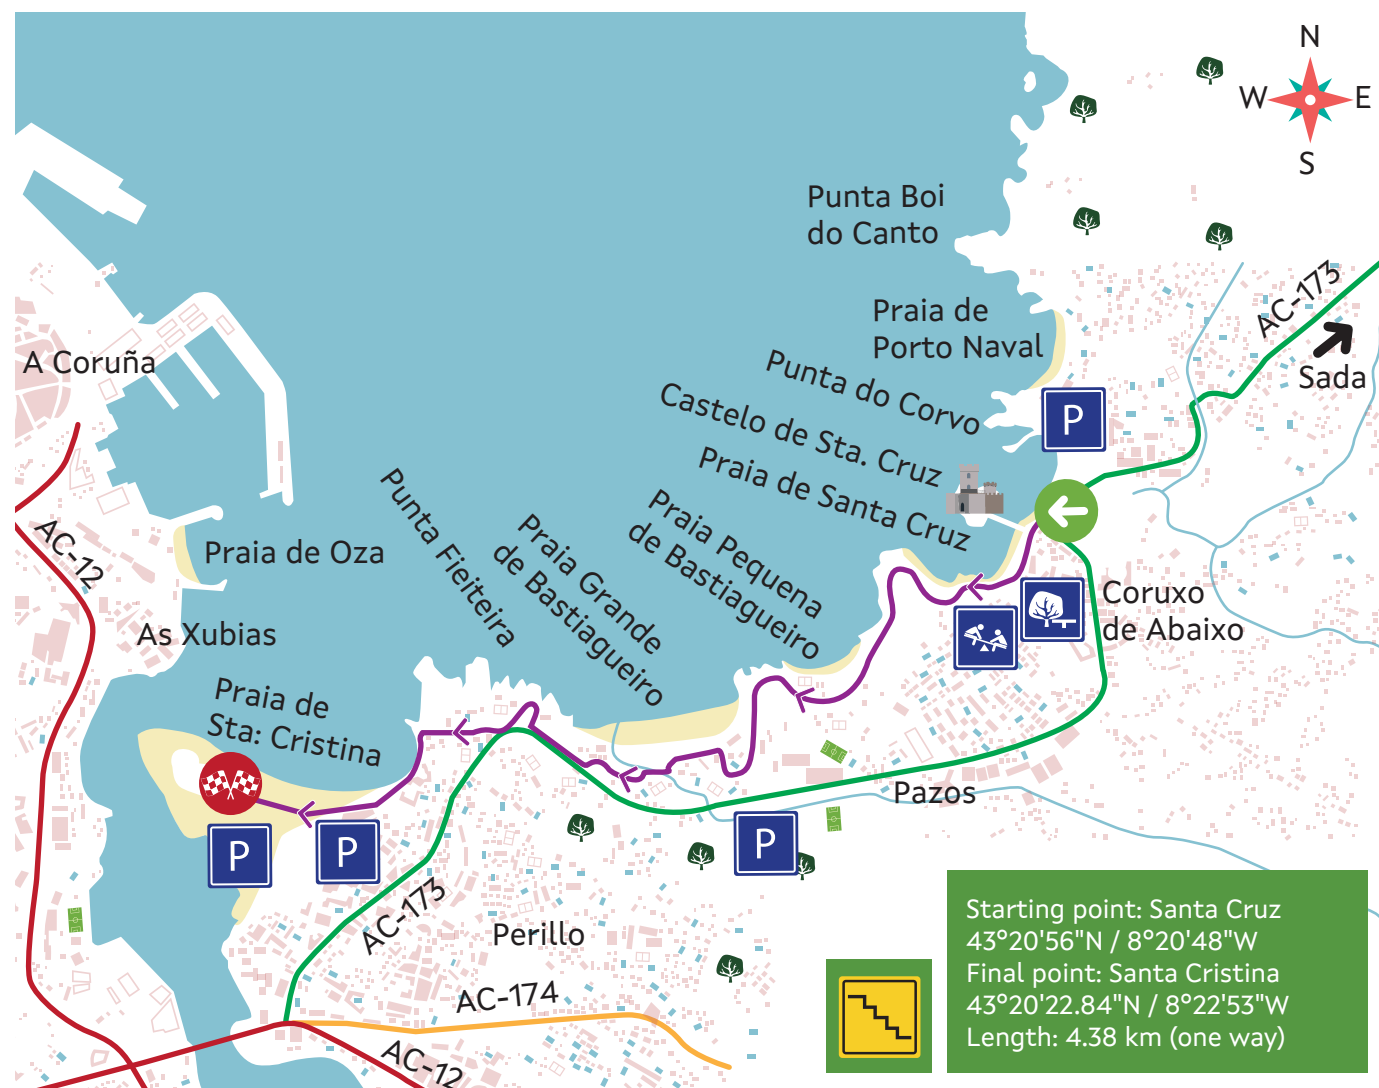 N
W
E
S
Punta Boi
do Canto
Praia de
Porto Naval
AC-173
Sada
A Coruña
Punta do Corvo
Castelo de Sta. Cruz
Praia de Santa Cruz
P
Praia Pequena
de Bastiagueiro
Praia Grande
de Bastiagueiro
Punta Fieiteira
AC-12
Praia de Oza
As Xubias
Coruxo
de Abaixo
Praia de
Sta: Cristina
Pazos
P
P
P
AC-173
Perillo
AC-174
AC-12
Starting point: Santa Cruz
43°20'56"N / 8°20'48"W
Final point: Santa Cristina
43°20'22.84"N / 8°22'53"W
Length: 4.38 km (one way)